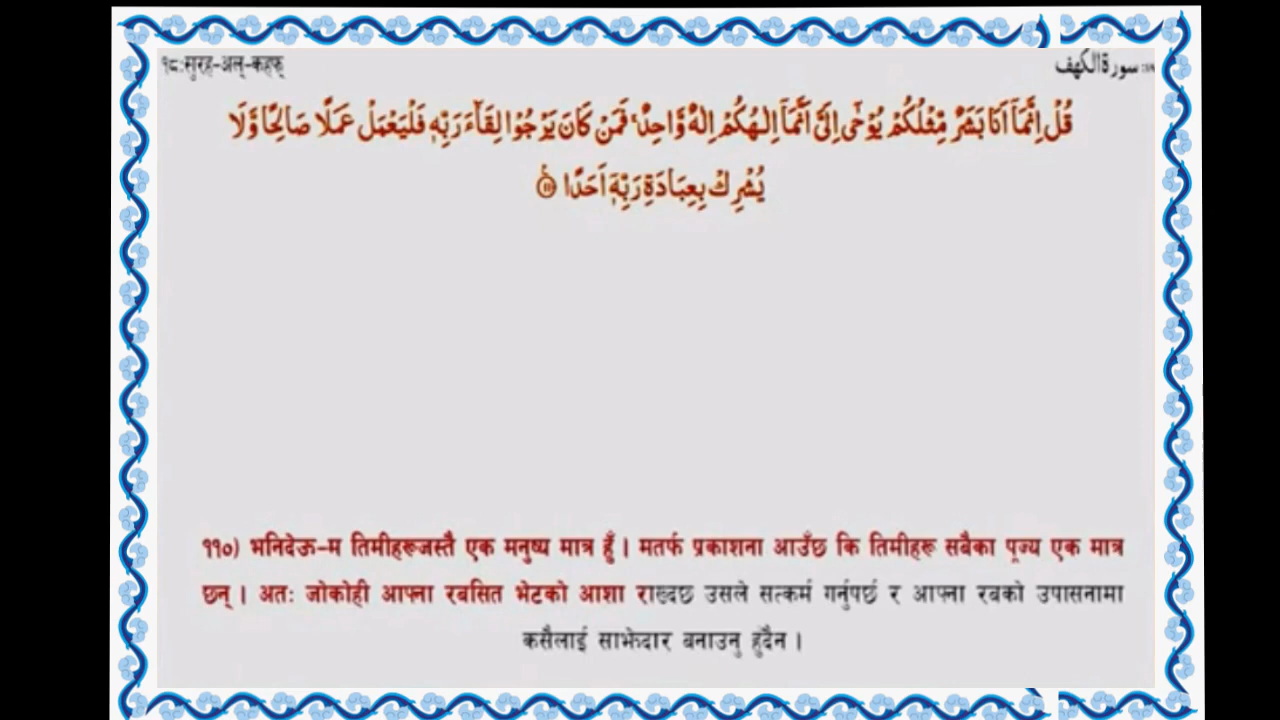 १८:सुरह-अल्-कहफ्
سورة الكهف
قُلْ اِنَّمَآ اَنَا بَشَرٌ مِّثْلُكُمْ يُوْحٰٓى اِلَىَّ اَنَّمَآ اِلٰـهُكُمْ اِلٰهٌ وَّاحِدٌ ۚ فَمَنْ كَانَ يَرْجُوْا لِقَآءَ رَبِّهٖ فَلْيَعْمَلْ عَمَلًا صَالِحًا وَّلَا
يُشْرِكْ بِعِبَادَةِ رَبِّهٖٓ اَحَدًا
११०) भनिदेऊ-म तिमीहरूजस्तै एक मनुष्य मात्र हुँ । मतर्फ प्रकाशना आउँछ कि तिमीहरू सबैका पूज्य एक मात्र
छन् । अतः जोकोही आफ्ना रबसित भेटको आशा राख्दछ उसले सत्कर्म गर्नुपर्छ र आफ्ना रबको उपासनामा
कसैलाई साझेदार बनाउनु हुँदैन ।